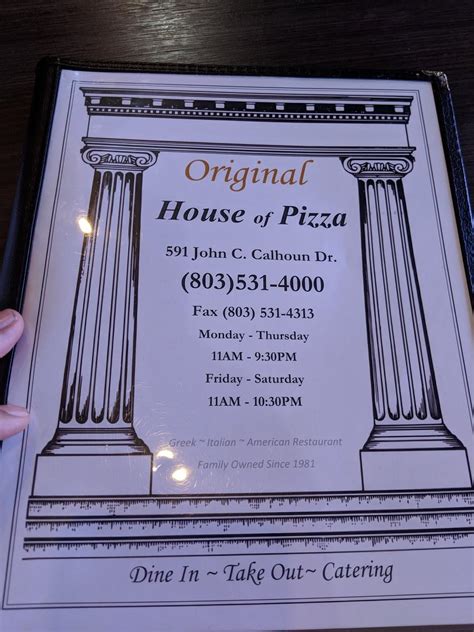 Original
House of Pizza
591 John C. Calhoun Dr.
(803)531-4000
Fax (803) 531-4313
Monday - Thursday
11AM - 9:30PM
Friday - Saturday
11AM - 10:30PM
Greek ~ Italian ~ American Restaurant
Family Owned Since 1981
Dine In ~ Take Out~ Catering